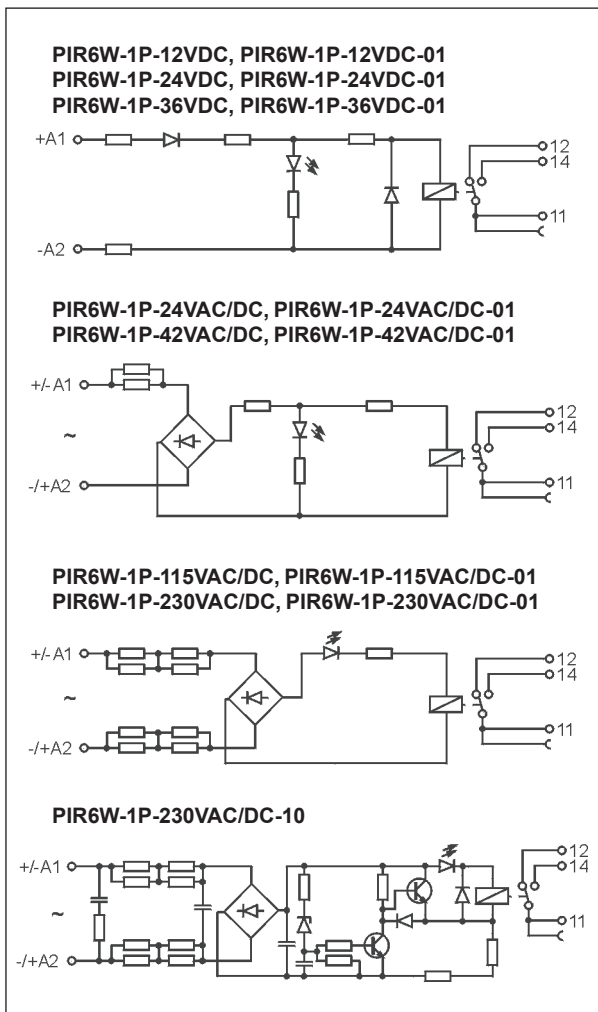 PIR6W-1P-12VDC, PIR6W-1P-12VDC-01
PIR6W-1P-24VDC, PIR6W-1P-24VDC-01
PIR6W-1P-36VDC, PIR6W-1P-36VDC-01
+A1
12
14
11
-A2
PIR6W-1P-24VAC/DC, PIR6W-1P-24VAC/DC-01
PIR6W-1P-42VAC/DC, PIR6W-1P-42VAC/DC-01
+/-A1
12
14
~
11
-/+A2
PIR6W-1P-115VAC/DC, PIR6W-1P-115VAC/DC-01
PIR6W-1P-230VAC/DC, PIR6W-1P-230VAC/DC-01
+/-A1
12
14
~
11
-/+A2
PIR6W-1P-230VAC/DC-10
+/-A1
12
14
~
11
-/+A2